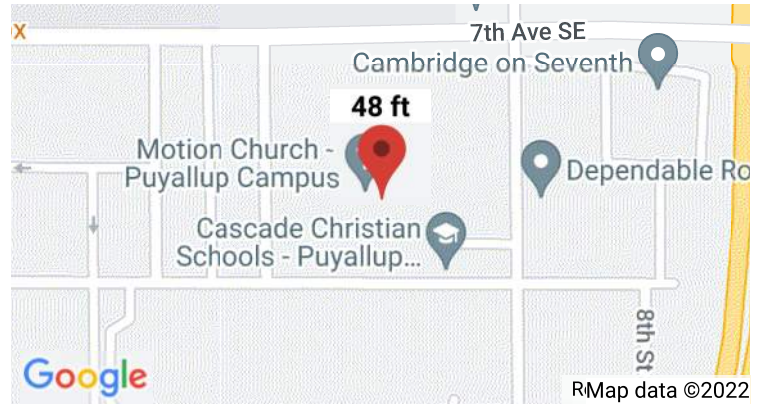 X
7th Ave SE
Cambridge on Seventh
48 ft
Motion Church -
Puyallup Campus
Dependable Ro
Cascade Christian
Schools - Puyallup...
8th St
Google
Map data ©2022